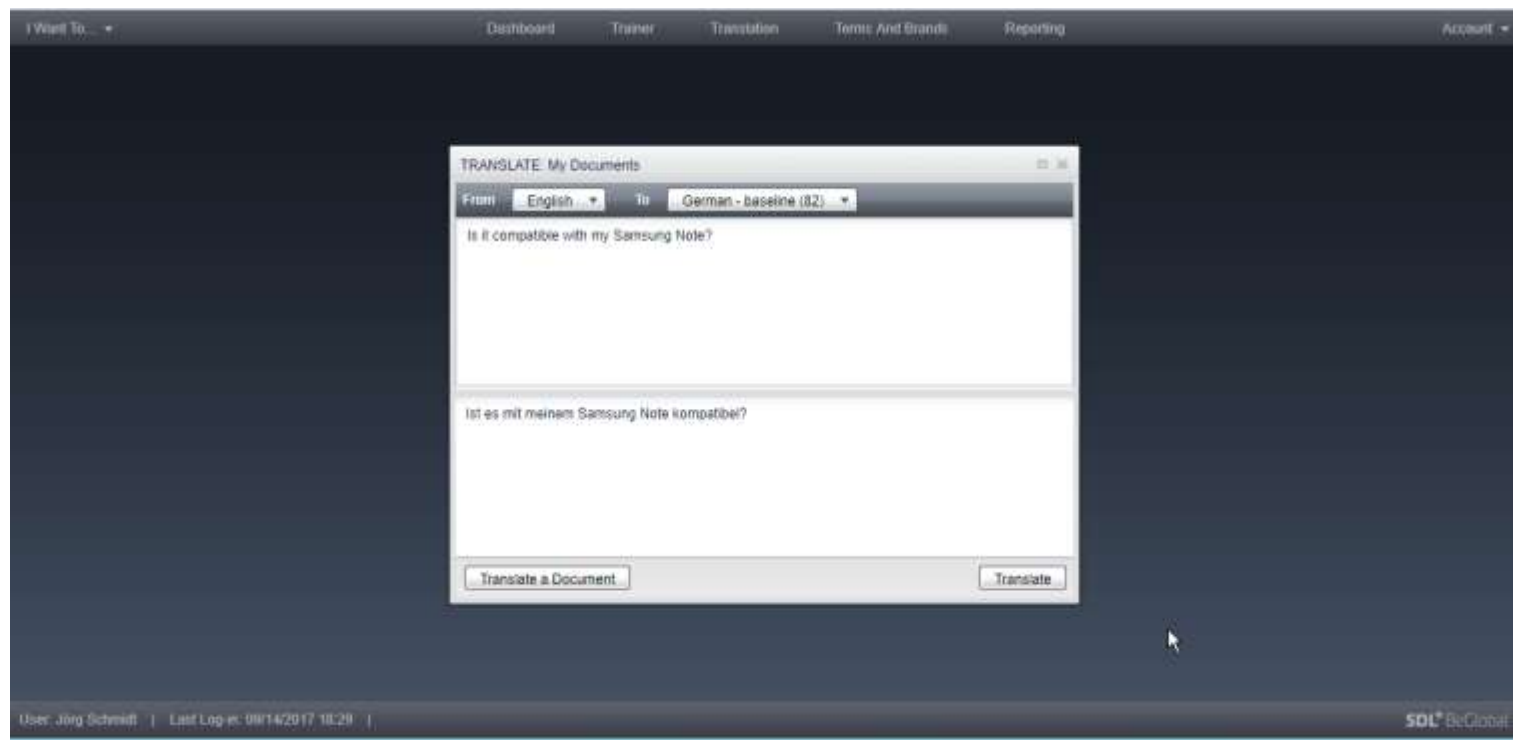 I Want To... Dashboard Trainer Translation Terms And Brands Reporting Account
TRANSLATE: My Documents
From English To German - baseline (82)
Is it compatible with my Samsung Note?
Ist es mit meinem Samsung Note kompatibel?
Translate a Document Translate
User: Jörg Schmidt | Last Log-in: 09/14/2017 18:29 |
SDL* BeGlobal